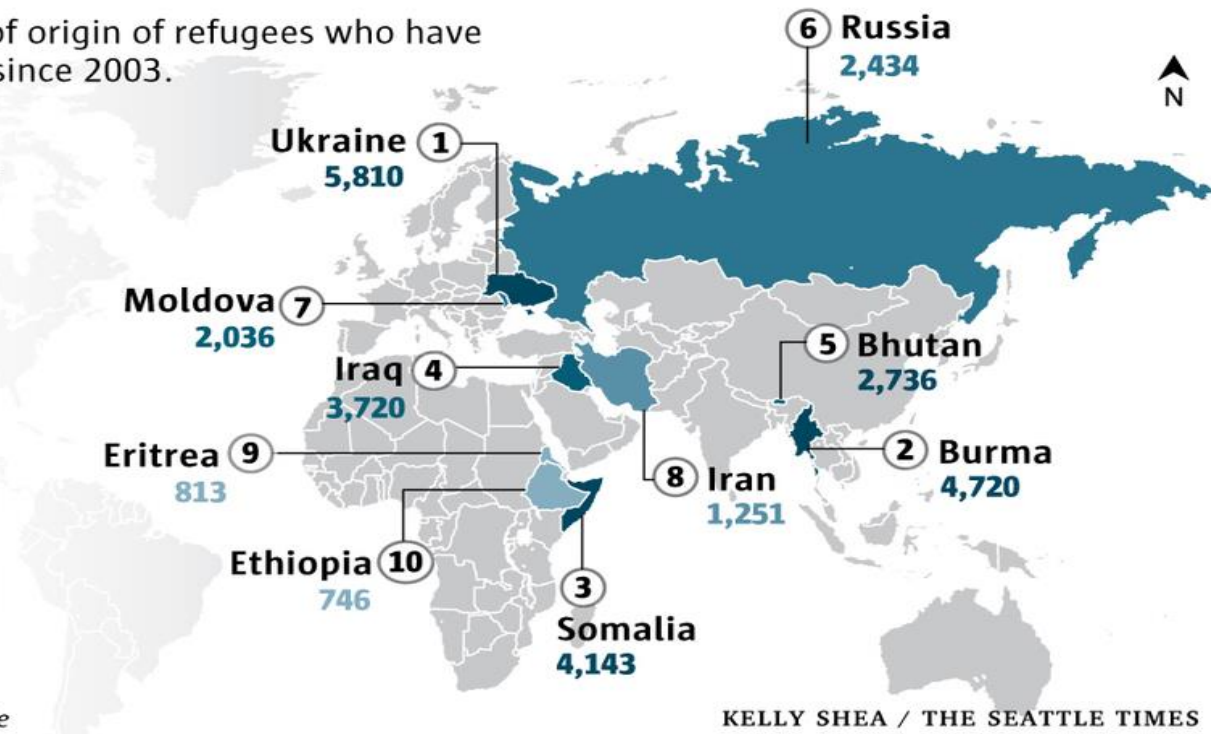 of origin of refugees who have
since 2003.
6 Russia
2,434
N
Ukraine 1
5,810
Moldova 7
2,036
Iraq 4
3,720
5 Bhutan
2,736
Eritrea 9
813
2 Burma
4,720
8 Iran
1,251
Ethiopia 10
746
3
Somalia
4,143
e
KELLY SHEA / THE SEATTLE TIMES